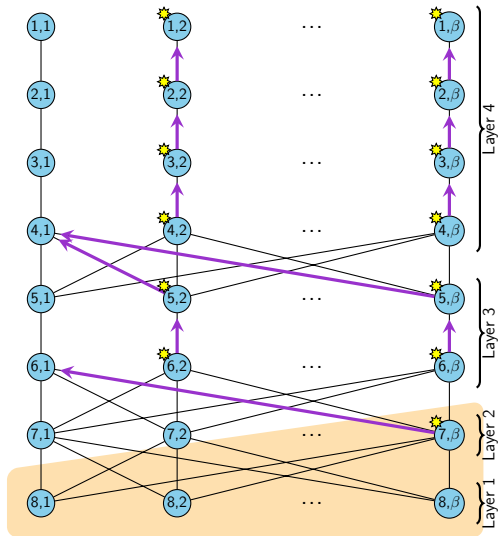 1,1 1,2 ... 1,β
2,1 2,2 ... 2,β
3,1 3,2 ... 3,β
4,1 4,2 ... 4,β
Layer 4
5,1 5,2 ... 5,β
6,1 6,2 ... 6,β
Layer 3
7,1 7,2 ... 7,β
Layer 2
8,1 8,2 ... 8,β
Layer 1